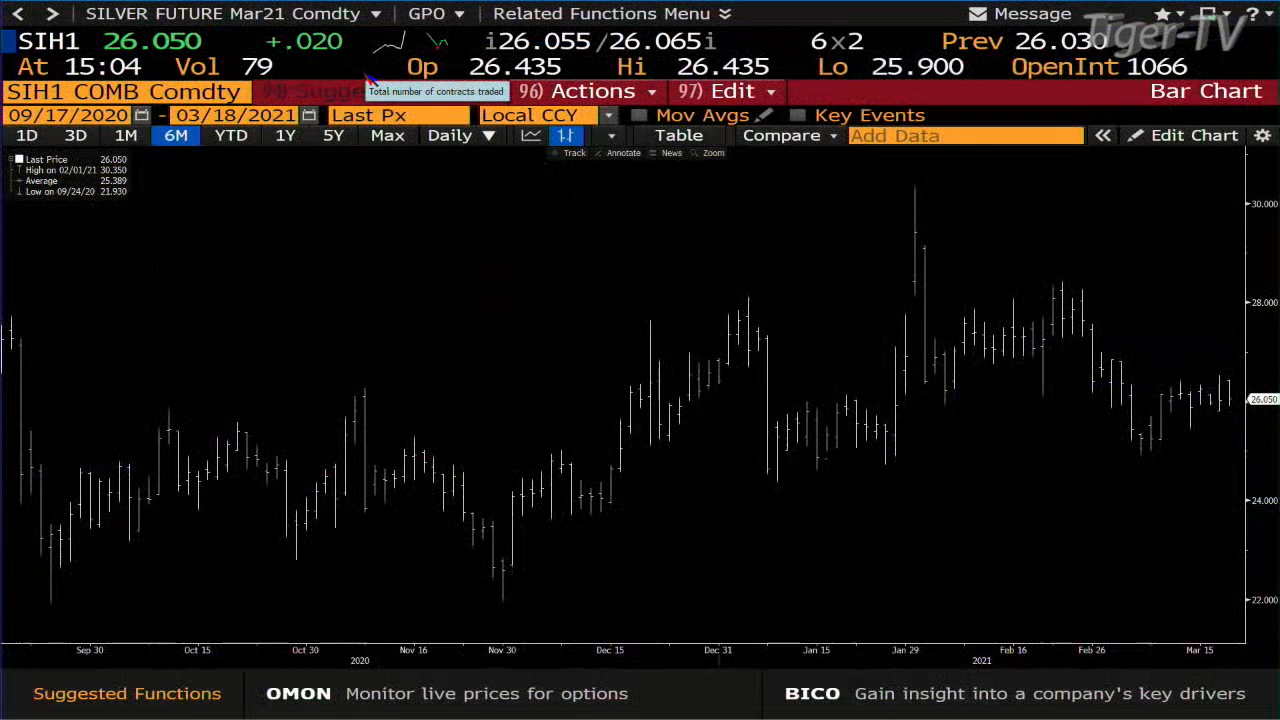 SILVER FUTURE Mar21 Comdty GPO Related Functions Menu Message ?
Tiger-TV
SIH1 26.050 +.020 i26.055 /26.065i 6x2 Prev 26.030
At 15:04 Vol 79 Op 26.435 Hi 26.435 Lo 25.900 OpenInt 1066
SIH1 COMB Comdty Total number of contracts traded 96) Actions 97) Edit Bar Chart
09/17/2020 - 03/18/2021 Last Px Local CCY Mov Avgs Key Events
1D 3D 1M 6M YTD 1Y 5Y Max Daily Table Compare Add Data Edit Chart
Track Annotate News Zoom
Last Price 26.050
High on 02/01/21 30.350
Average 25.389
Low on 09/24/20 21.930
30.000
28.000
26.050
24.000
22.000
Sep 30 Oct 15 Oct 30 Nov 16 Nov 30 Dec 15 Dec 31 Jan 15 Jan 29 Feb 16 Feb 26 Mar 15
2020 2021
Suggested Functions OMON Monitor live prices for options BICO Gain insight into a company's key drivers